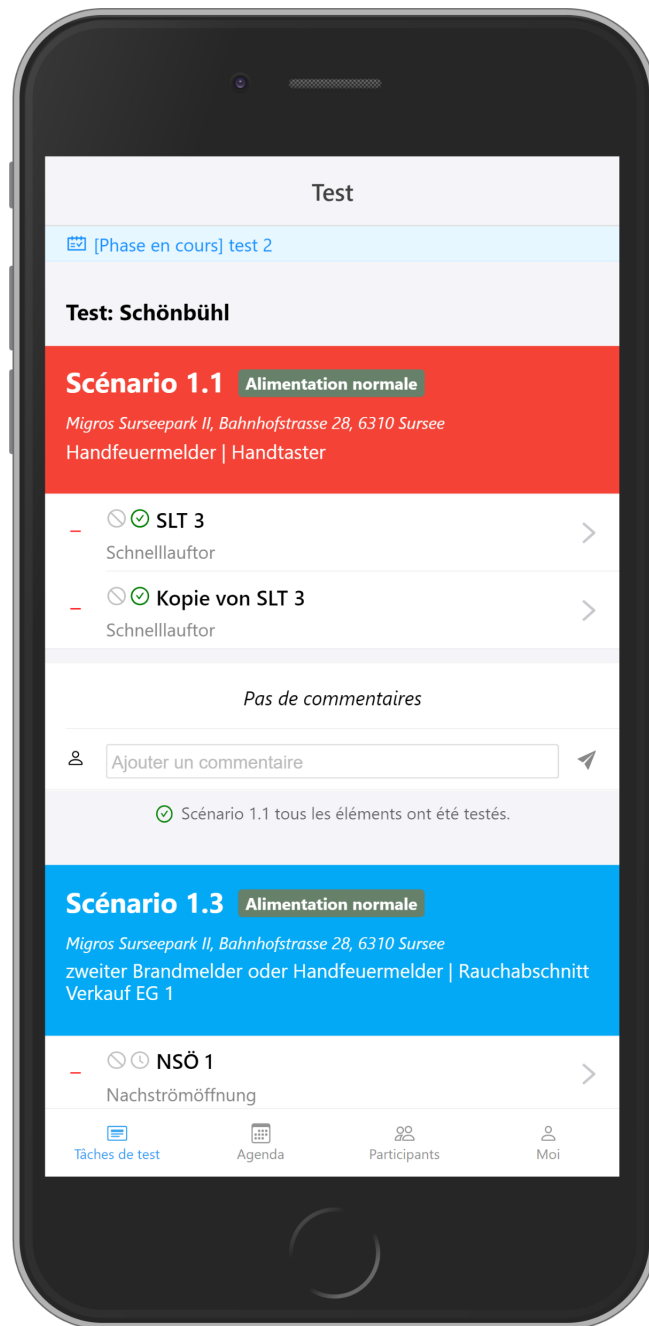 Test
[Phase en cours] test 2
Test: Schönbühl
Scénario 1.1 Alimentation normale
Migros Surseepark II, Bahnhofstrasse 28, 6310 Sursee
Handfeuermelder | Handtaster
SLT 3
Schnelllauftor
Kopie von SLT 3
Schnelllauftor
Pas de commentaires
Ajouter un commentaire
Scénario 1.1 tous les éléments ont été testés.
Scénario 1.3 Alimentation normale
Migros Surseepark II, Bahnhofstrasse 28, 6310 Sursee
zweiter Brandmelder oder Handfeuermelder | Rauchabschnitt
Verkauf EG 1
NSÖ 1
Nachströmöffnung
Tâches de test Agenda Participants Moi